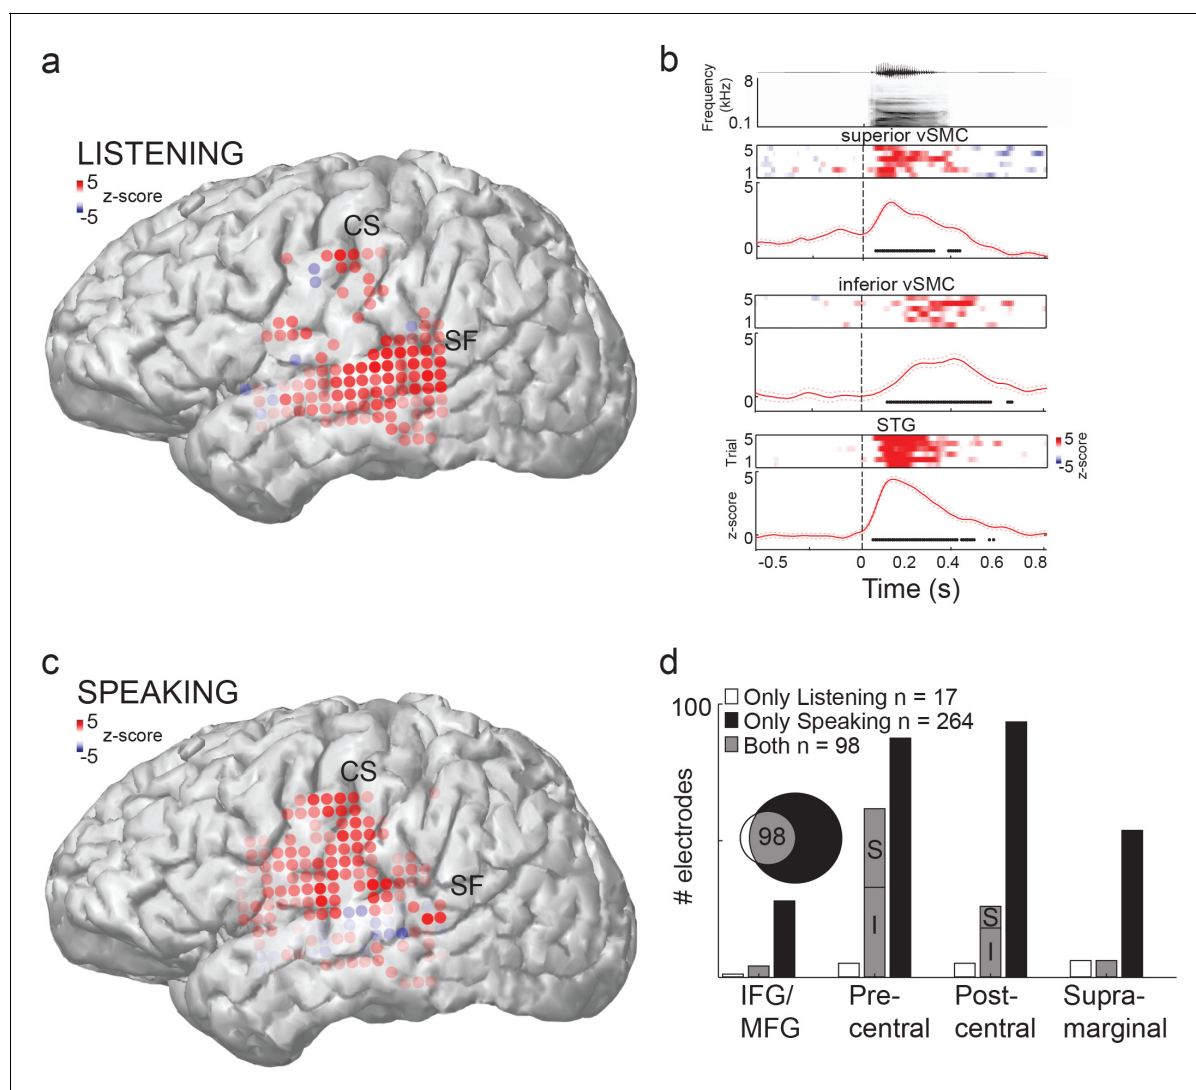 a
LISTENING
5
z-score
-5
CS
SF
b
Frequency
(kHz)
8
0.1
superior vSMC
5
1
5
0
inferior vSMC
5
1
5
0
STG
Trial
5
1
5
-5
z-score
z-score
5
0
-0.5 0 0.2 0.4 0.6 0.8
Time (s)
c
SPEAKING
5
z-score
-5
CS
SF
d
100
# electrodes
Only Listening n = 17
Only Speaking n = 264
Both n = 98
98
S
I
S
I
IFG/
MFG
Pre-
central
Post-
central
Supra-
marginal